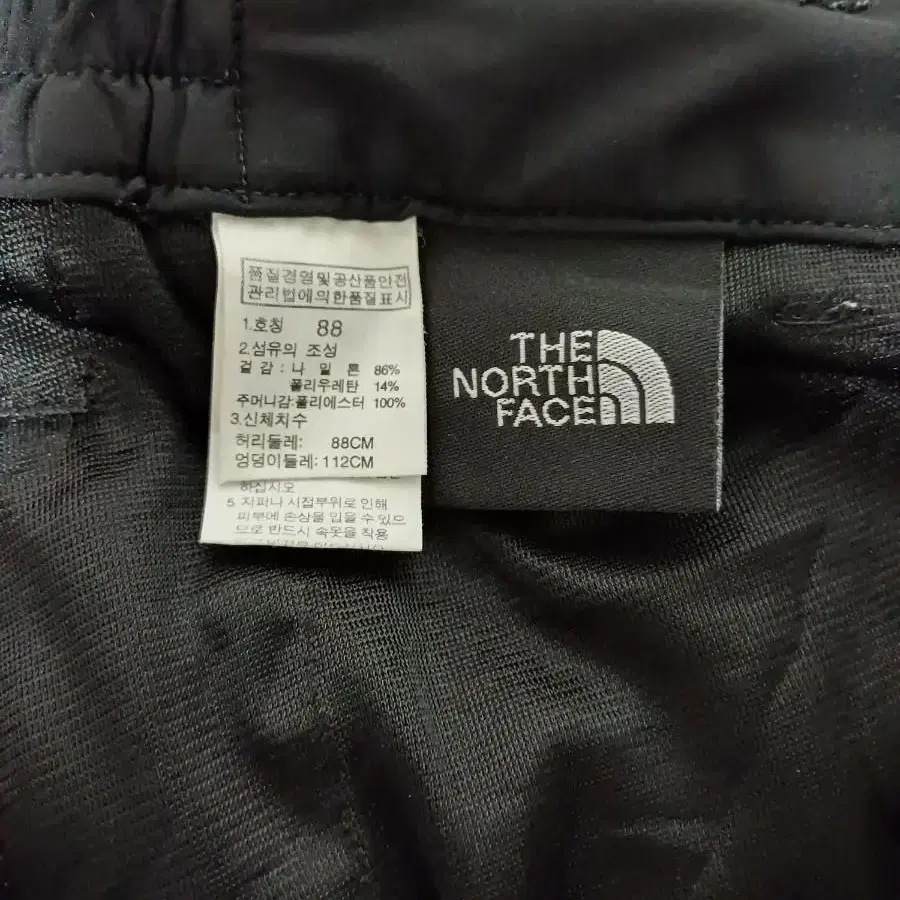 품질경영및공산품안전
관리법에의한품질표시
1.호칭 88
2.섬유의 조성
겉감 : 나 일 론 86%
폴리우레탄 14%
주머니감:폴리에스터 100%
3.신체치수
허리둘레: 88CM
엉덩이둘레: 112CM
하십시오
5. 지퍼나 시접부위로 인해
피부에 손상을 입을 수 있으
므로 반드시 속옷을 착용
THE
NORTH
FACE